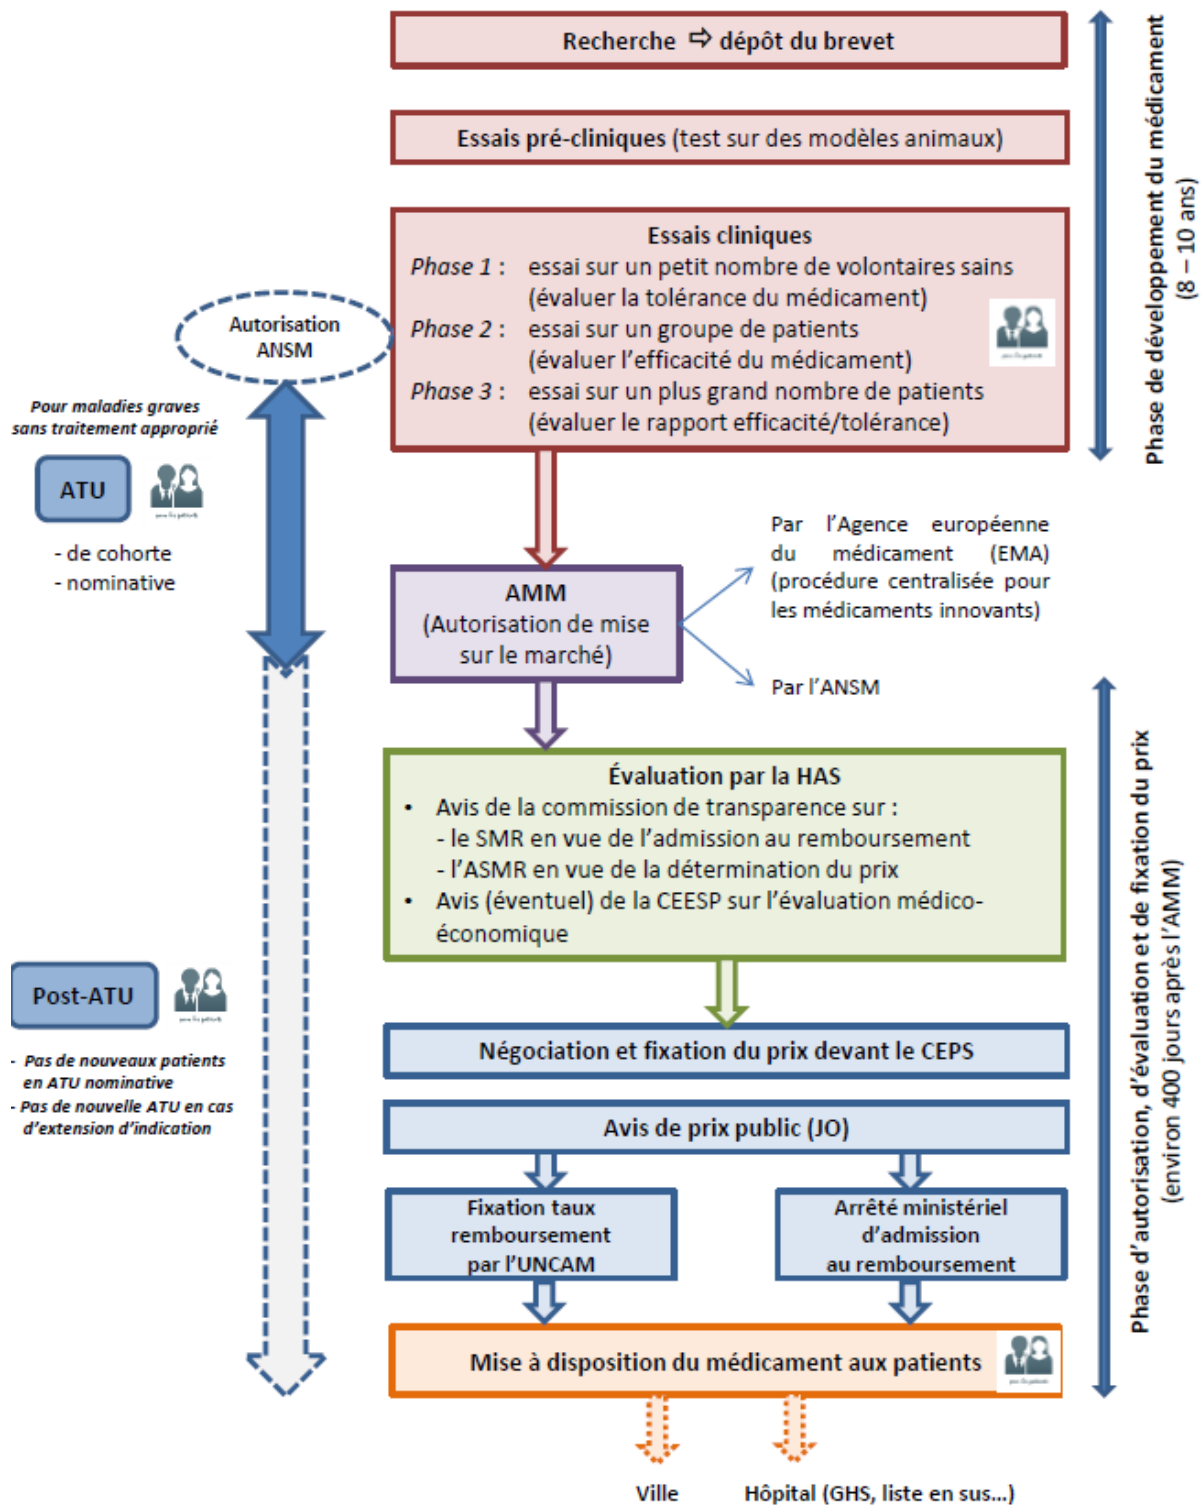 Recherche ⇨ dépôt du brevet
Essais pré-cliniques (test sur des modèles animaux)
Essais cliniques
Phase 1 : essai sur un petit nombre de volontaires sains
(évaluer la tolérance du médicament)
Phase 2 : essai sur un groupe de patients
(évaluer l’efficacité du médicament)
Phase 3 : essai sur un plus grand nombre de patients
(évaluer le rapport efficacité/tolérance)
Phase de développement du médicament
(8 – 10 ans)
Autorisation
ANSM
Pour maladies graves
sans traitement approprié
ATU
pour les patients
- de cohorte
- nominative
AMM
(Autorisation de mise
sur le marché)
Par l’Agence européenne
du médicament (EMA)
(procédure centralisée pour
les médicaments innovants)
Par l’ANSM
Évaluation par la HAS
• Avis de la commission de transparence sur :
- le SMR en vue de l’admission au remboursement
- l’ASMR en vue de la détermination du prix
• Avis (éventuel) de la CEESP sur l’évaluation médico-
économique
Phase d’autorisation, d’évaluation et de fixation du prix
(environ 400 jours après l’AMM)
Post-ATU
pour les patients
- Pas de nouveaux patients
en ATU nominative
- Pas de nouvelle ATU en cas
d’extension d’indication
Négociation et fixation du prix devant le CEPS
Avis de prix public (JO)
Fixation taux
remboursement
par l’UNCAM
Arrêté ministériel
d’admission
au remboursement
Mise à disposition du médicament aux patients
pour les patients
Ville
Hôpital (GHS, liste en sus…)